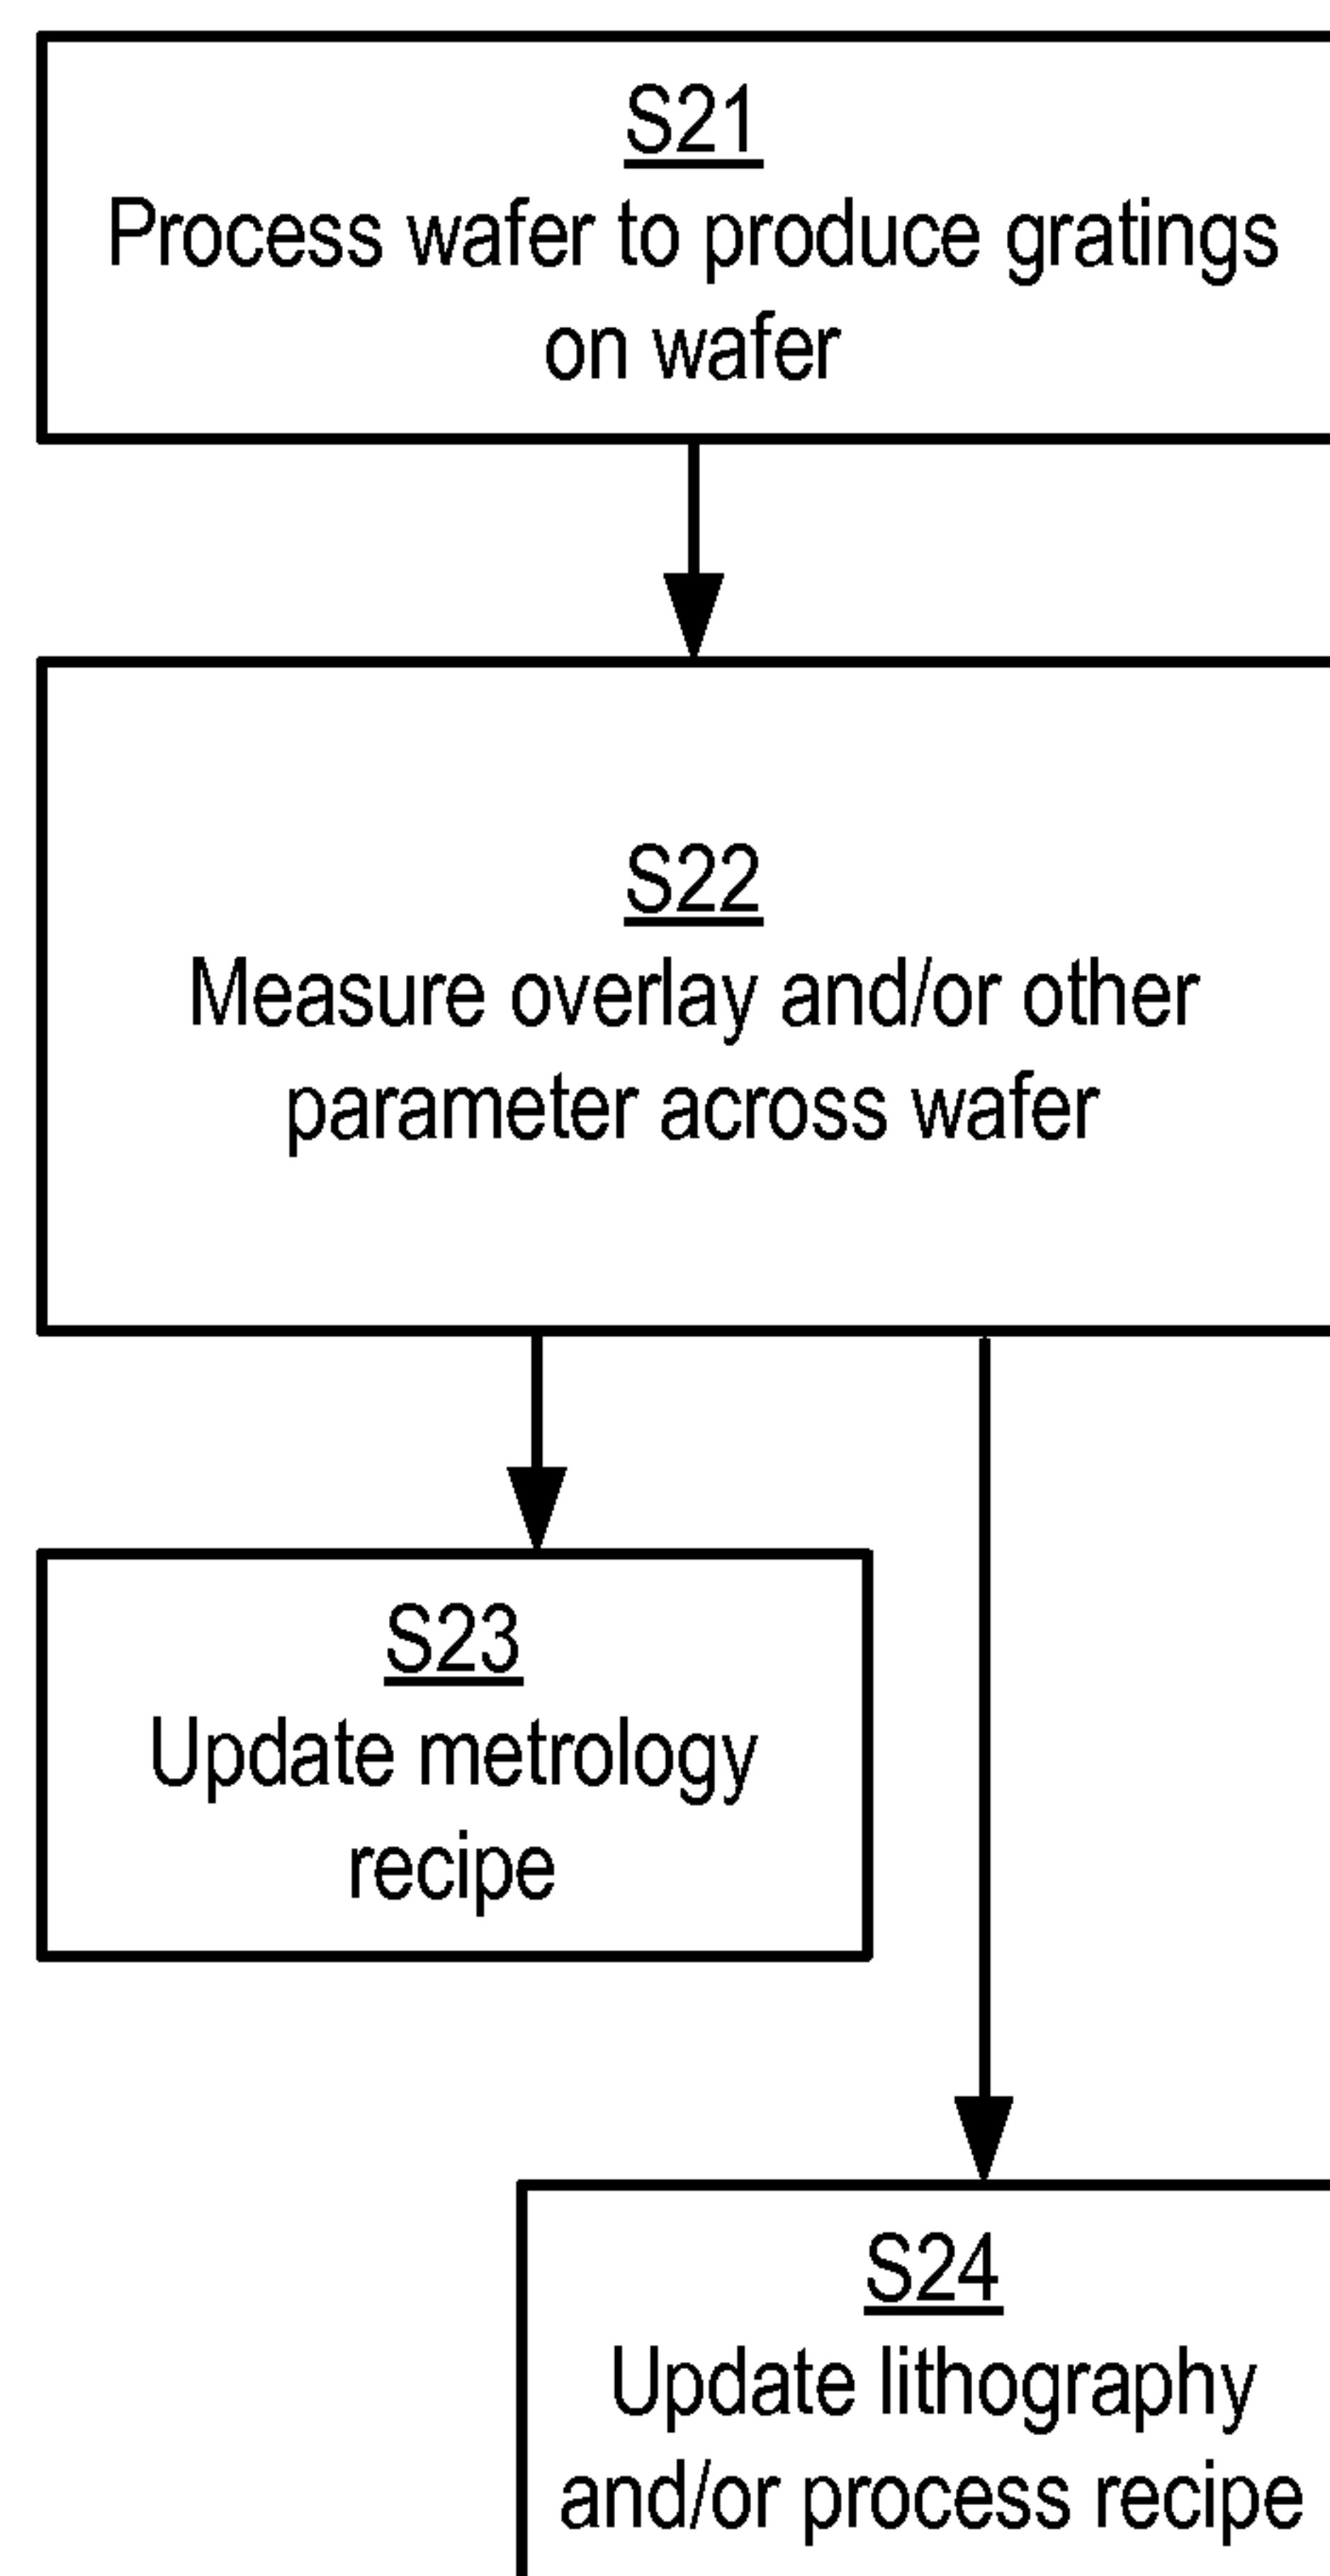 S21
Process wafer to produce gratings
on wafer
S22
Measure overlay and/or other
parameter across wafer
S23
Update metrology
recipe
S24
Update lithography
and/or process recipe